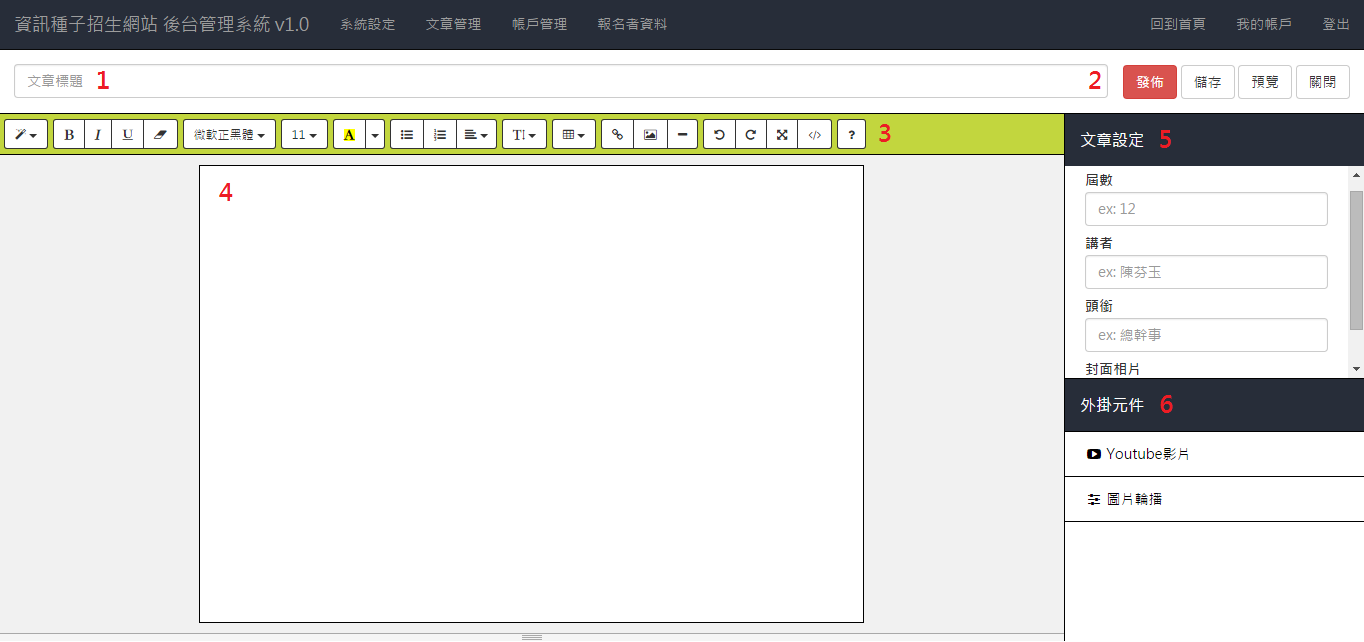 資訊種子招生網站 後台管理系統 v1.0 系統設定 文章管理 帳戶管理 報名者資料 回到首頁 我的帳戶 登出
文章標題 1 2 發佈 儲存 預覽 關閉
B I U 微軟正黑體 11 A TI </> ? 3
4
文章設定 5
屆數
ex: 12
講者
ex: 陳芬玉
頭銜
ex: 總幹事
封面相片
外掛元件 6
Youtube影片
圖片輪播